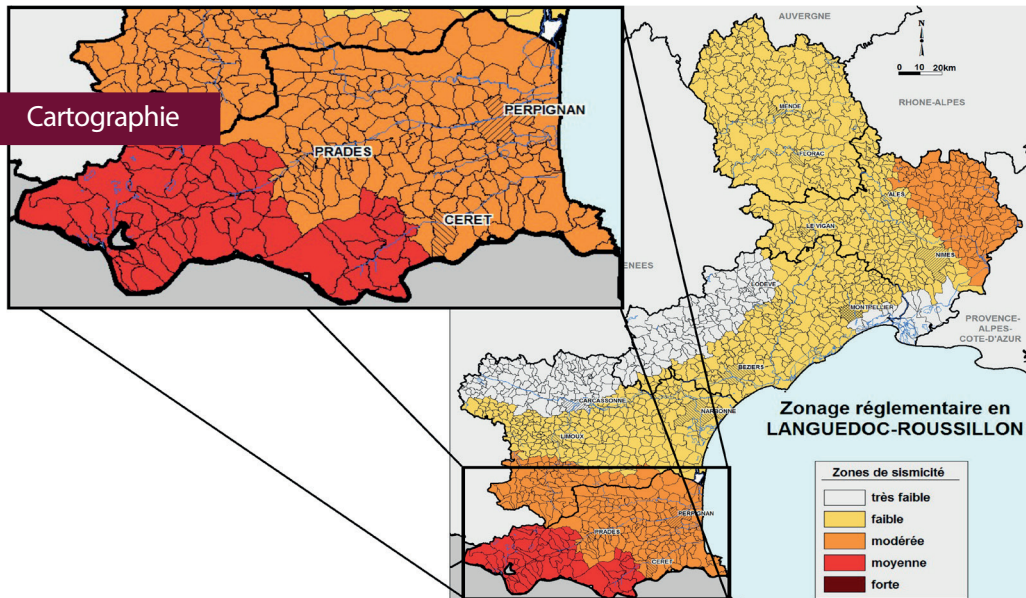 Cartographie
PERPIGNAN
PRADES
CERET
AUVERGNE
N
0 10 20km
RHONE-ALPES
MENDE
FLORAC
ALES
LE VIGAN
NIMES
ENEES
LODEVE
MONTPELLIER
PROVENCE-
ALPES-
COTE-D'AZUR
BEZIERS
CARCASSONNE
NARBONNE
LIMOUX
Zonage réglementaire en
LANGUEDOC-ROUSSILLON
Zones de sismicité
très faible
faible
modérée
moyenne
forte
PERPIGNAN
PRADES
CERET